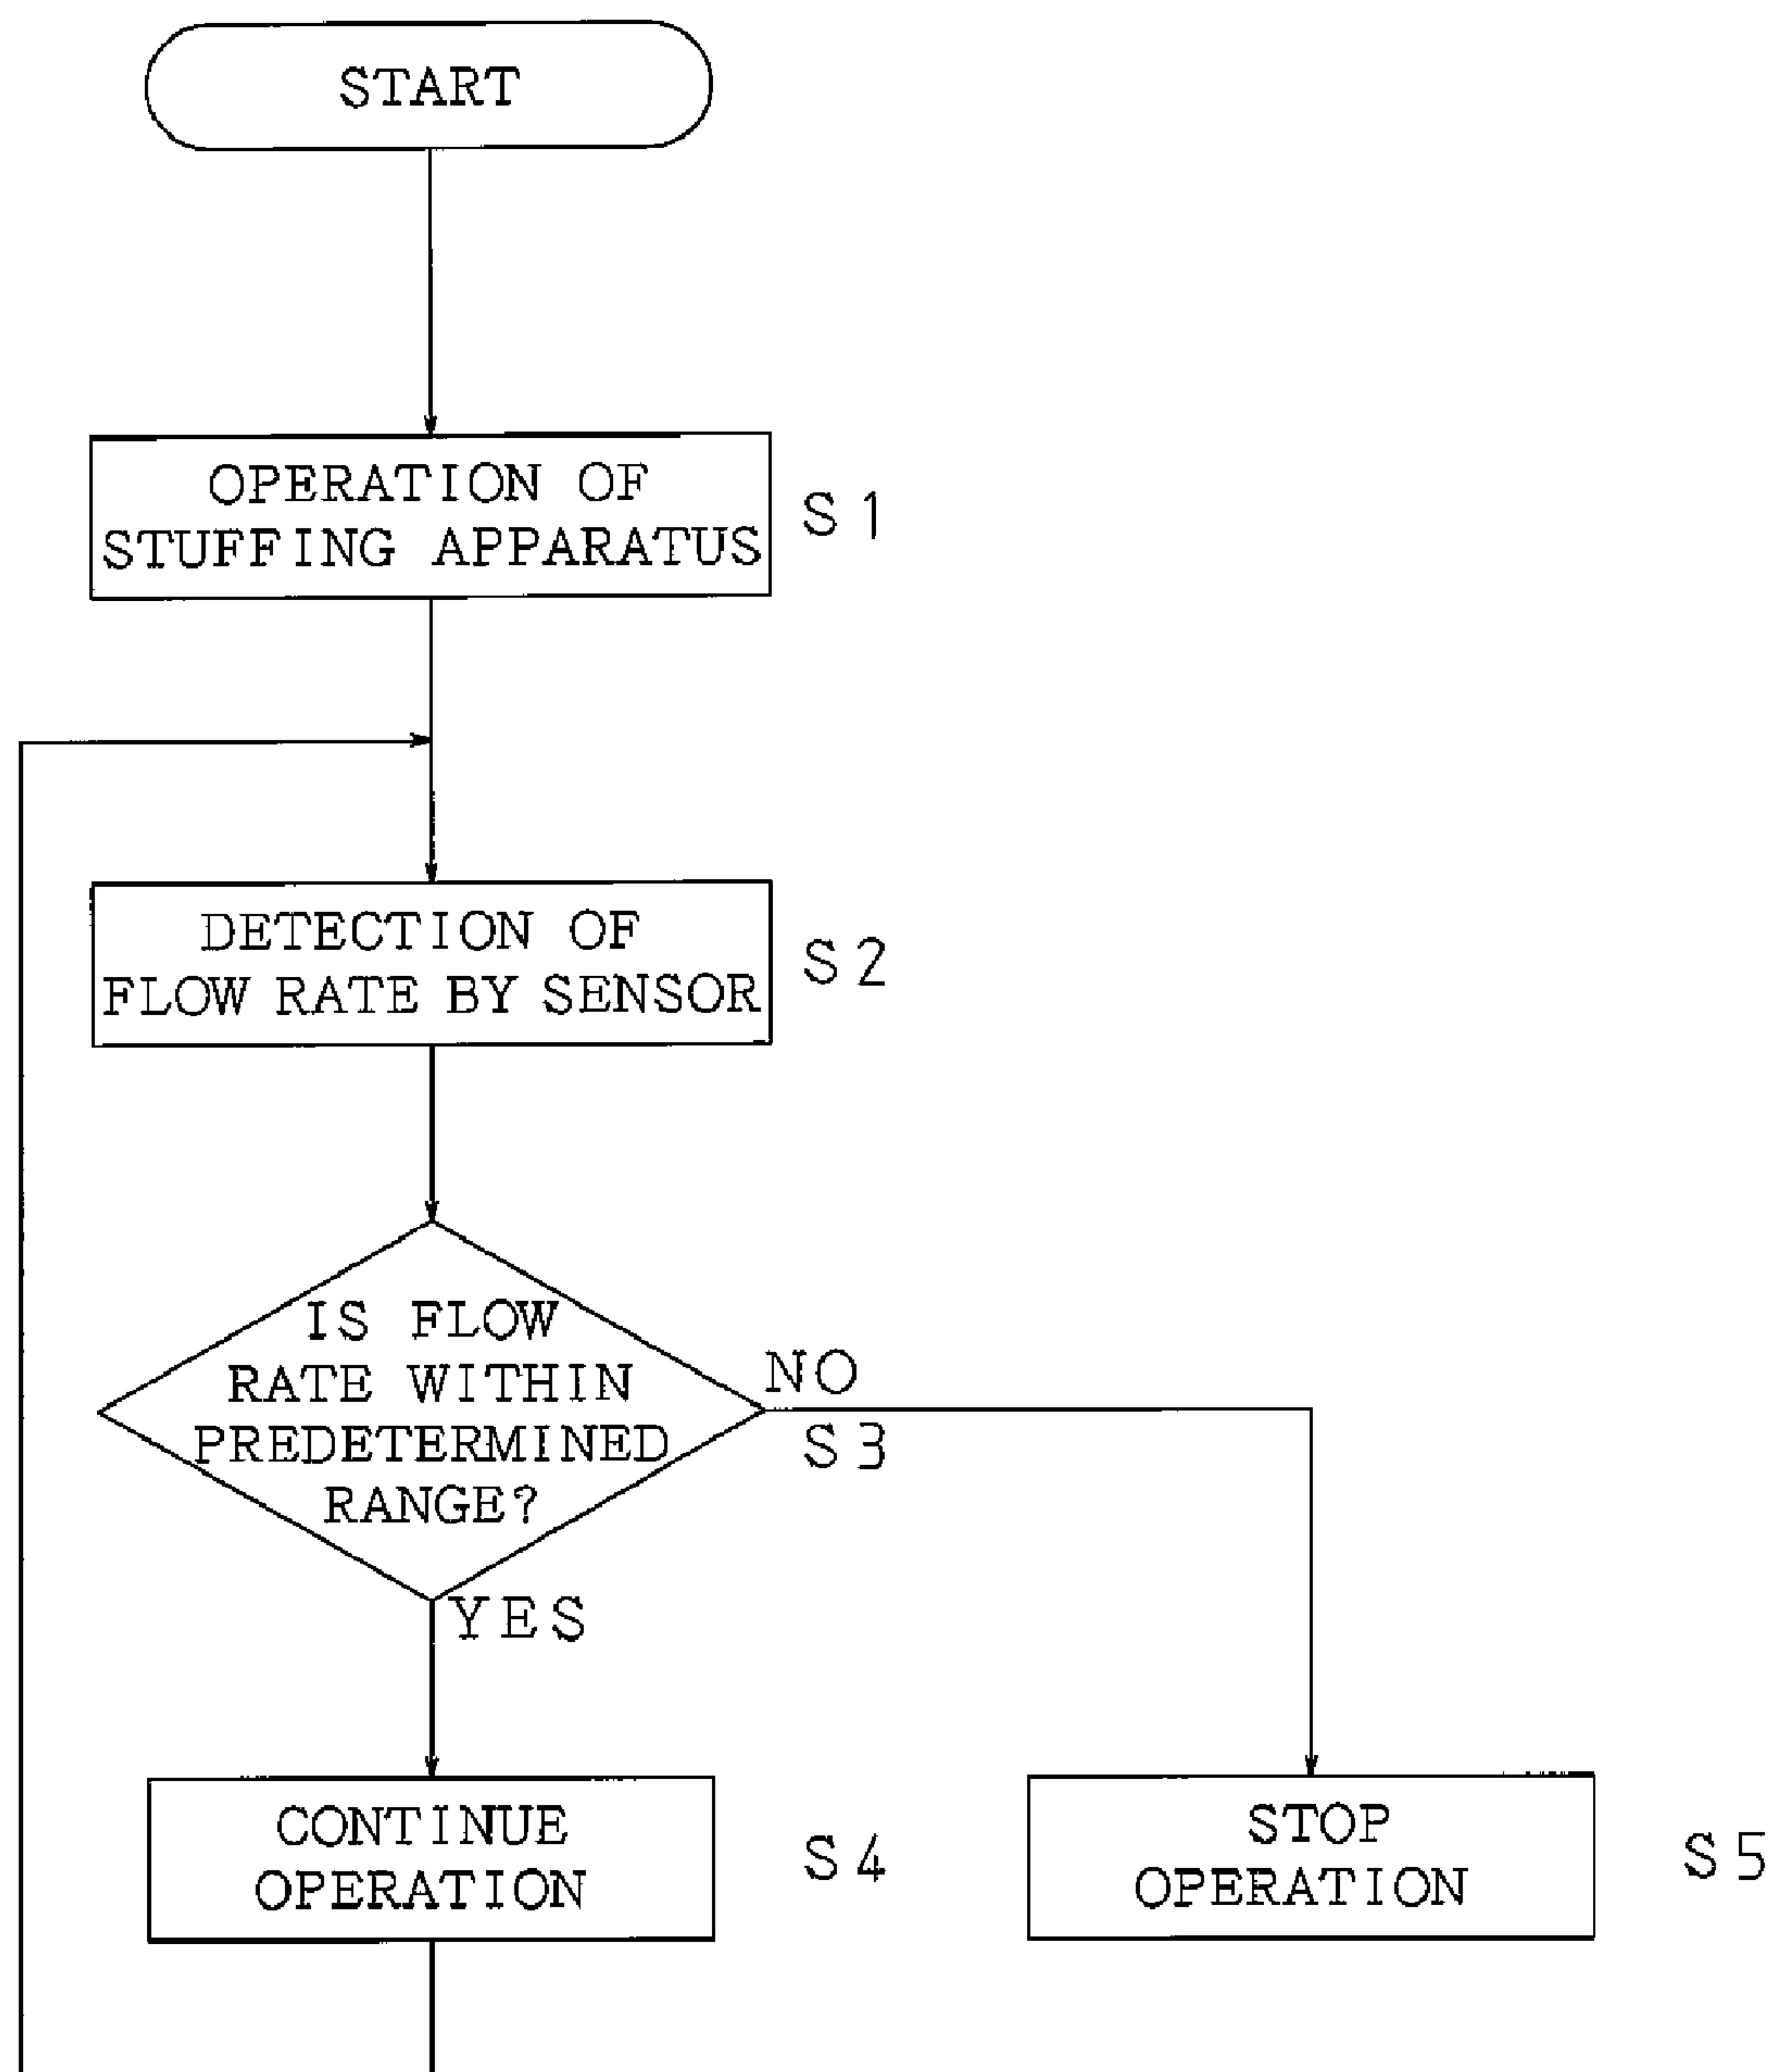 START
OPERATION OF
STUFFING APPARATUS
S1
DETECTION OF
FLOW RATE BY SENSOR
S2
IS FLOW
RATE WITHIN
PREDETERMINED
RANGE?
NO
S3
YES
CONTINUE
OPERATION
S4
STOP
OPERATION
S5